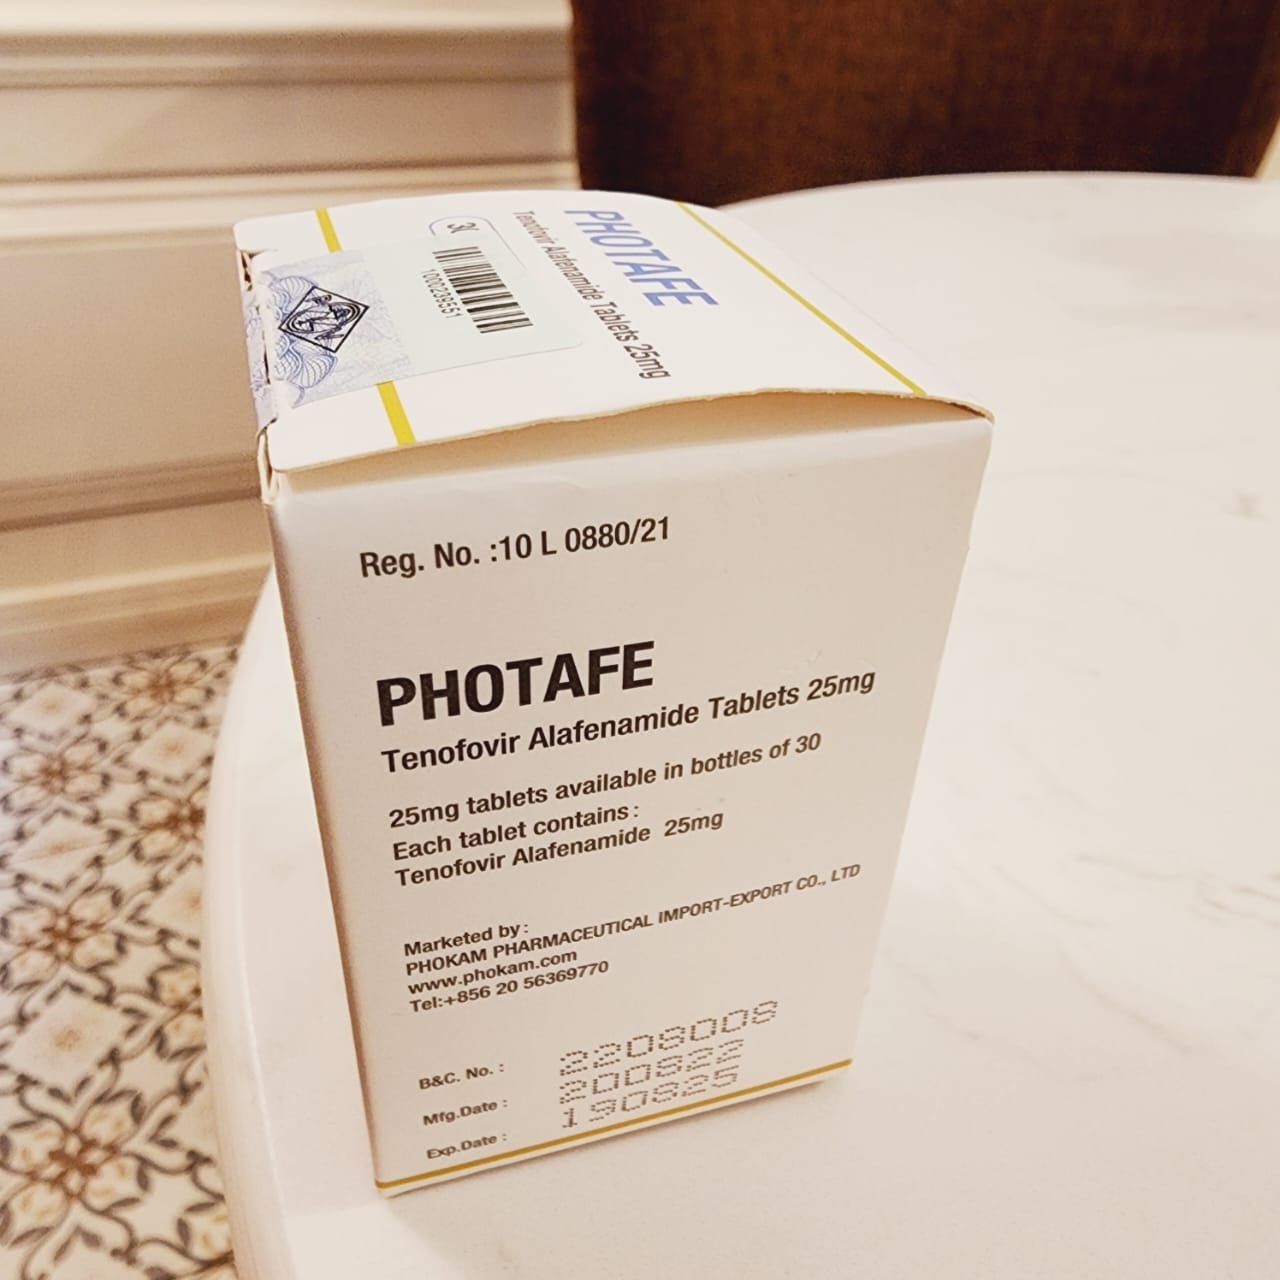 PHOTAFE
Tenofovir Alafenamide Tablets 25mg
1000239551
Reg. No. :10 L 0880/21
PHOTAFE
Tenofovir Alafenamide Tablets 25mg
25mg tablets available in bottles of 30
Each tablet contains :
Tenofovir Alafenamide 25mg
Marketed by :
PHOKAM PHARMACEUTICAL IMPORT-EXPORT CO., LTD
www.phokam.com
Tel:+856 20 56369770
B&C. No. : 2208008
Mfg.Date : 200822
Exp.Date : 190825